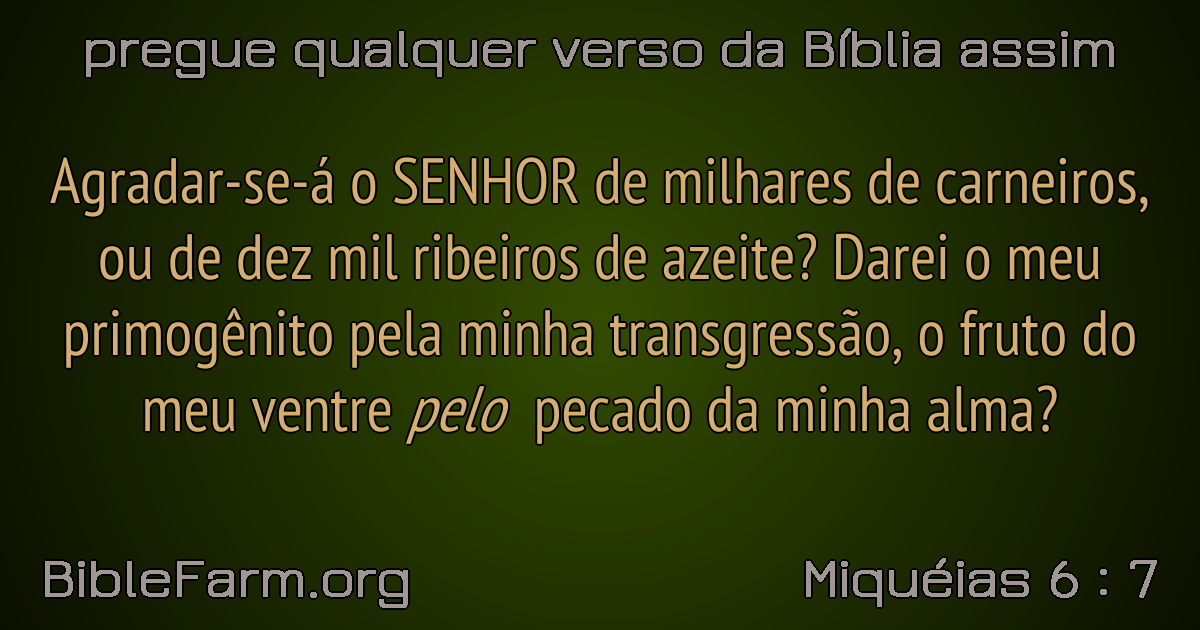 pregue qualquer verso da Bíblia assim
Agradar-se-á o SENHOR de milhares de carneiros,
ou de dez mil ribeiros de azeite? Darei o meu
primogênito pela minha transgressão, o fruto do
meu ventre pelo pecado da minha alma?
BibleFarm.org
Miquéias 6 : 7